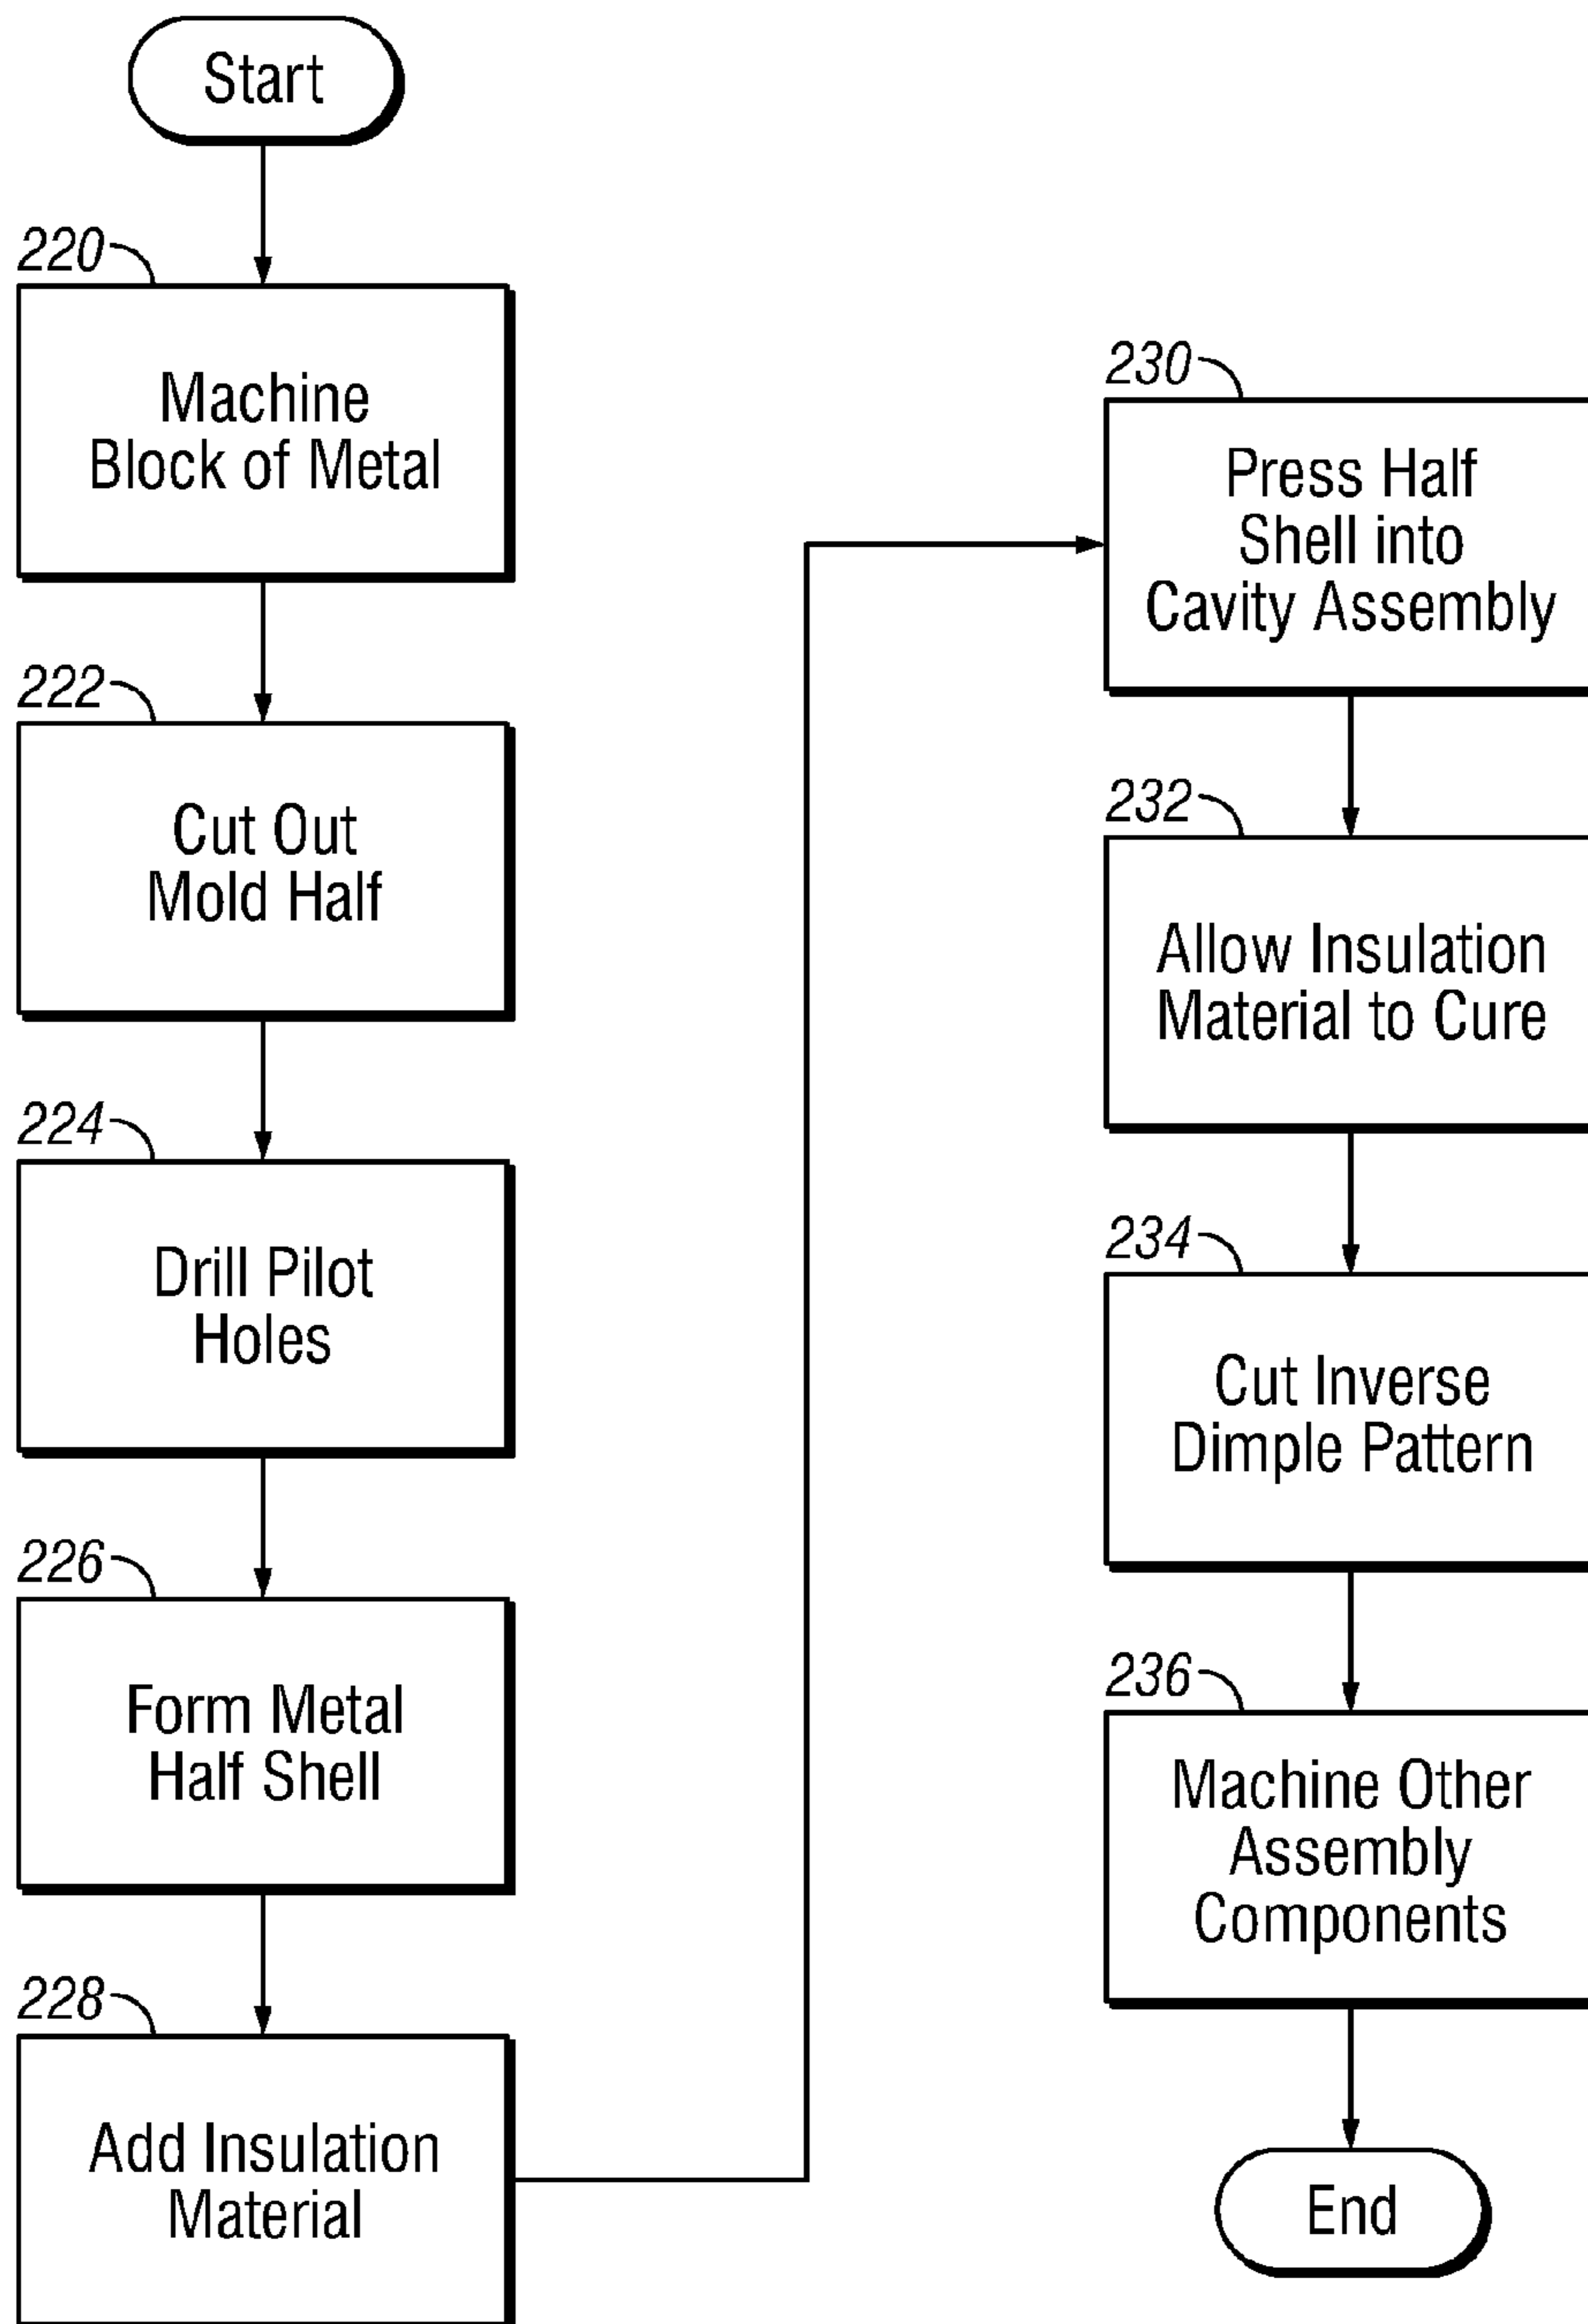 Start
220
Machine
Block of Metal
222
Cut Out
Mold Half
224
Drill Pilot
Holes
226
Form Metal
Half Shell
228
Add Insulation
Material
230
Press Half
Shell into
Cavity Assembly
232
Allow Insulation
Material to Cure
234
Cut Inverse
Dimple Pattern
236
Machine Other
Assembly
Components
End